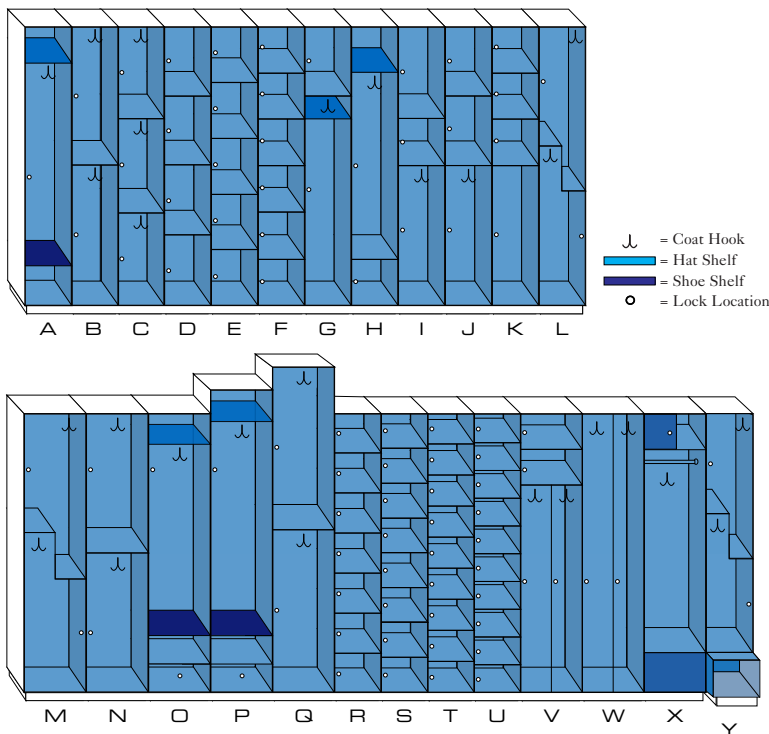 = Coat Hook
= Hat Shelf
= Shoe Shelf
= Lock Location
A B C D E F G H I J K L
M N O P Q R S T U V W X Y